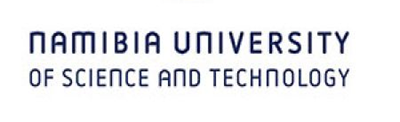 NAMIBIA UNIVERSITY
OF SCIENCE AND TECHNOLOGY